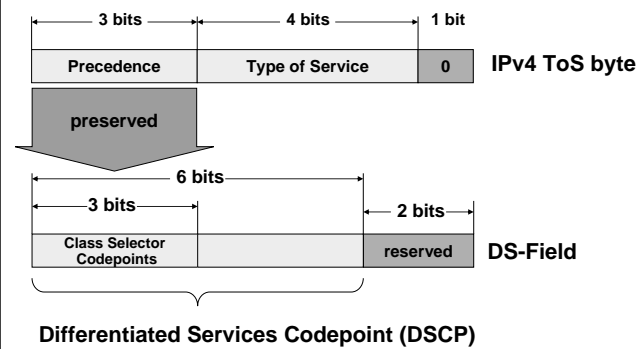 3 bits 4 bits 1 bit
Precedence Type of Service 0 IPv4 ToS byte
preserved
6 bits
3 bits 2 bits
Class Selector
Codepoints reserved DS-Field
Differentiated Services Codepoint (DSCP)